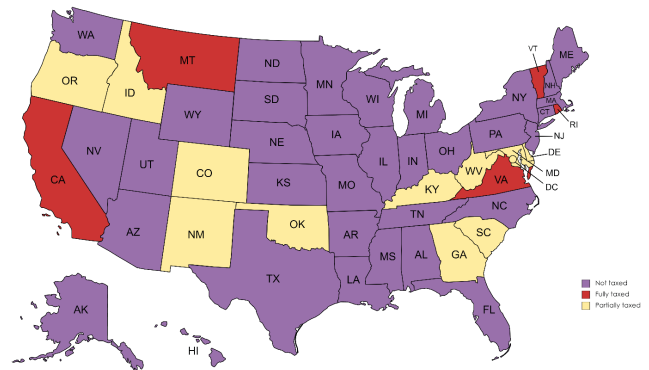 WA
VT
ME
MT
ND
MN
OR
ID
WI
NH
NY
MA
SD
MI
CT
RI
WY
IA
PA
NJ
NE
IL
IN
OH
DE
NV
UT
CO
WV
MD
KS
MO
KY
VA
DC
CA
NC
TN
OK
AZ
NM
AR
SC
MS
AL
GA
TX
LA
AK
FL
HI
Not taxed
Fully taxed
Partially taxed